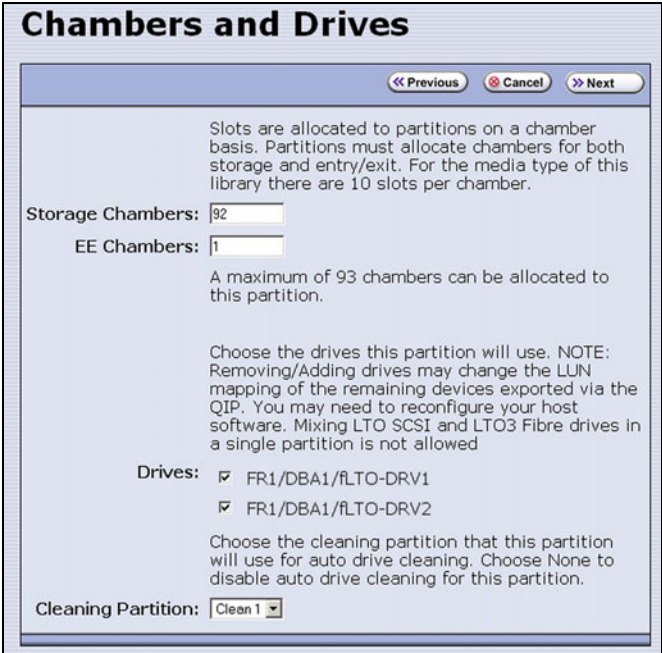 Chambers and Drives
Previous Cancel Next
Slots are allocated to partitions on a chamber
basis. Partitions must allocate chambers for both
storage and entry/exit. For the media type of this
library there are 10 slots per chamber.
Storage Chambers: 92
EE Chambers: 1
A maximum of 93 chambers can be allocated to
this partition.
Choose the drives this partition will use. NOTE:
Removing/Adding drives may change the LUN
mapping of the remaining devices exported via the
QIP. You may need to reconfigure your host
software. Mixing LTO SCSI and LTO3 Fibre drives in
a single partition is not allowed
Drives: FR1/DBA1/fLTO-DRV1
FR1/DBA1/fLTO-DRV2
Choose the cleaning partition that this partition
will use for auto drive cleaning. Choose None to
disable auto drive cleaning for this partition.
Cleaning Partition: Clean 1